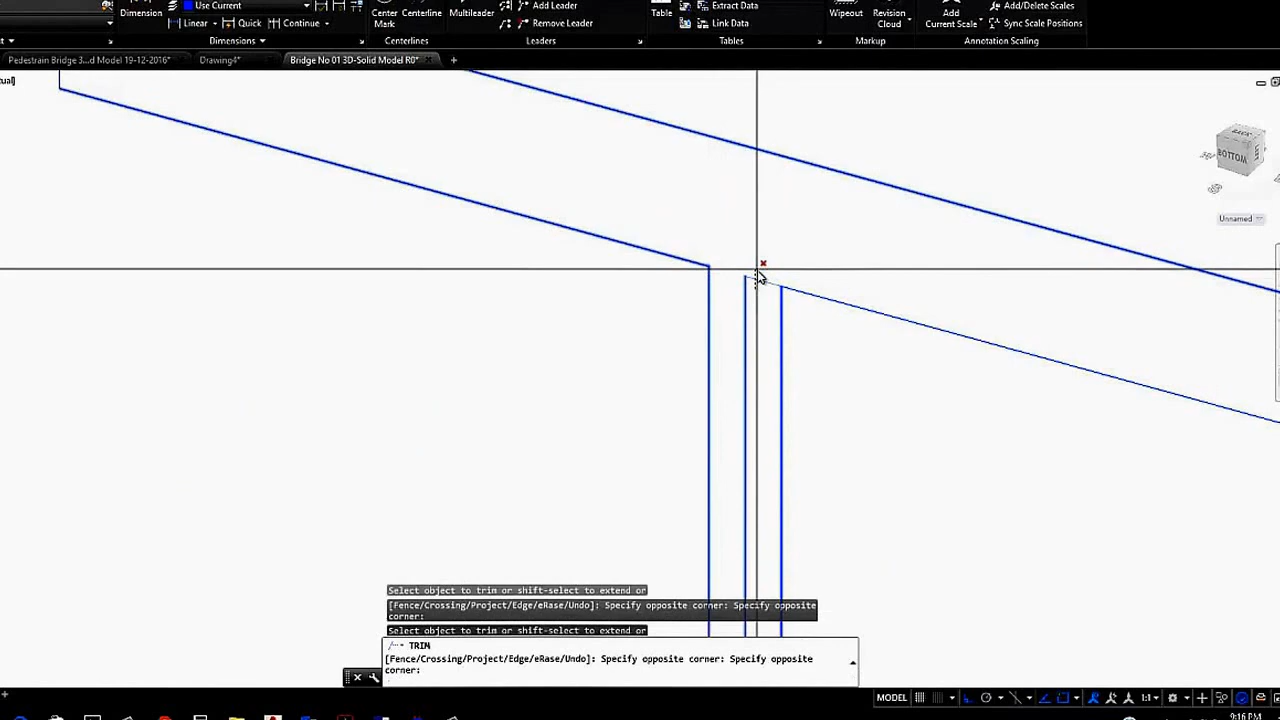 Use Current
Dimension
Linear
Quick
Continue
Dimensions
Center Mark
Centerline
Centerlines
Multileader
Add Leader
Remove Leader
Leaders
Table
Extract Data
Link Data
Tables
Wipeout
Revision Cloud
Markup
Add Current Scale
Add/Delete Scales
Sync Scale Positions
Annotation Scaling
Pedestrain Bridge 3...d Model 19-12-2016*
Drawing4*
Bridge No 01 3D-Solid Model R0*
BACK
BOTTOM
Unnamed
Select object to trim or shift-select to extend or
[Fence/Crossing/Project/Edge/eRase/Undo]: Specify opposite corner: Specify opposite
corner:
Select object to trim or shift-select to extend or
TRIM
[Fence/Crossing/Project/Edge/eRase/Undo]: Specify opposite corner: Specify opposite
corner:
MODEL
1:1
9:16 PM